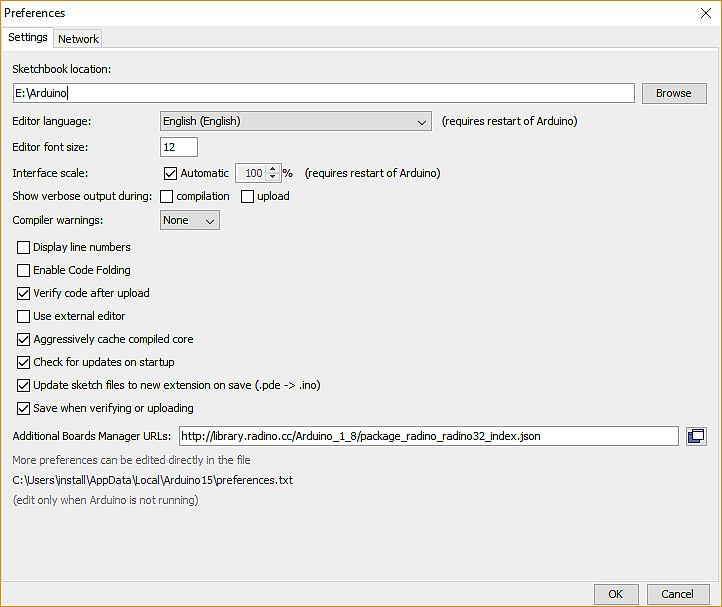 Preferences
Settings Network
Sketchbook location:
E:\Arduino Browse
Editor language: English (English) (requires restart of Arduino)
Editor font size: 12
Interface scale: Automatic 100 % (requires restart of Arduino)
Show verbose output during: compilation upload
Compiler warnings: None
Display line numbers
Enable Code Folding
Verify code after upload
Use external editor
Aggressively cache compiled core
Check for updates on startup
Update sketch files to new extension on save (.pde -> .ino)
Save when verifying or uploading
Additional Boards Manager URLs: http://library.radino.cc/Arduino_1_8/package_radino_radino32_index.json
More preferences can be edited directly in the file
C:\Users\install\AppData\Local\Arduino15\preferences.txt
(edit only when Arduino is not running)
OK Cancel